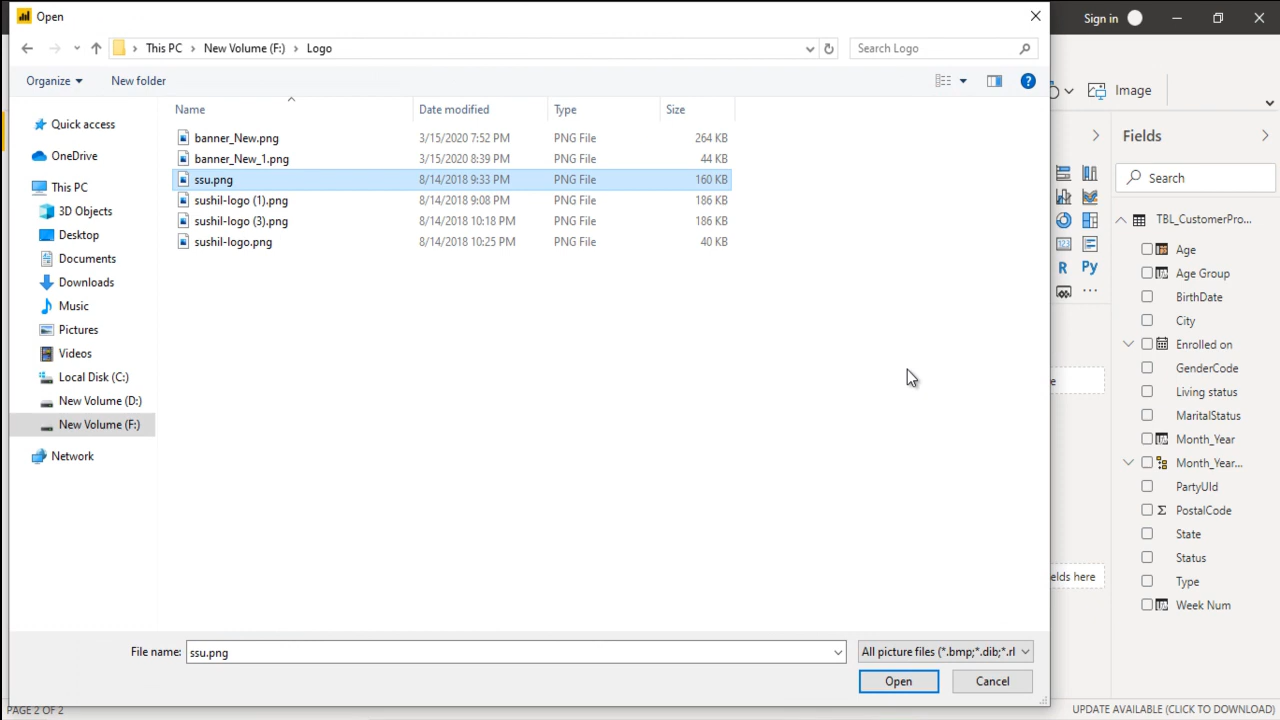 Open
Sign in
This PC New Volume (F:) Logo
Search Logo
Organize
New folder
Image
Name
Date modified
Type
Size
Quick access
OneDrive
This PC
3D Objects
Desktop
Documents
Downloads
Music
Pictures
Videos
Local Disk (C:)
New Volume (D:)
New Volume (F:)
Network
banner_New.png 3/15/2020 7:52 PM PNG File 264 KB
banner_New_1.png 3/15/2020 8:39 PM PNG File 44 KB
ssu.png 8/14/2018 9:33 PM PNG File 160 KB
sushil-logo (1).png 8/14/2018 9:08 PM PNG File 186 KB
sushil-logo (3).png 8/14/2018 10:18 PM PNG File 186 KB
sushil-logo.png 8/14/2018 10:25 PM PNG File 40 KB
File name: ssu.png
All picture files (*.bmp;*.dib;*.rl
Open
Cancel
R Py
elds here
Fields
Search
TBL_CustomerPro...
Age
Age Group
BirthDate
City
Enrolled on
GenderCode
Living status
MaritalStatus
Month_Year
Month_Year...
PartyUId
PostalCode
State
Status
Type
Week Num
PAGE 2 OF 2
UPDATE AVAILABLE (CLICK TO DOWNLOAD)